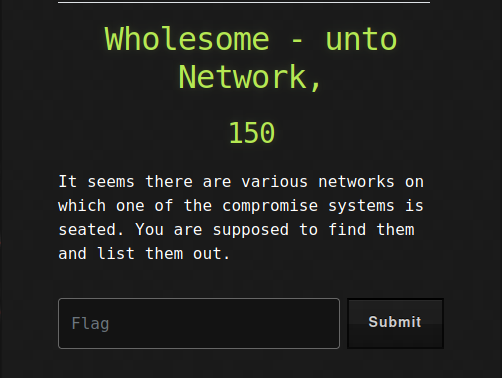 Wholesome - unto
Network,
150
It seems there are various networks on
which one of the compromise systems is
seated. You are supposed to find them
and list them out.
Flag
Submit